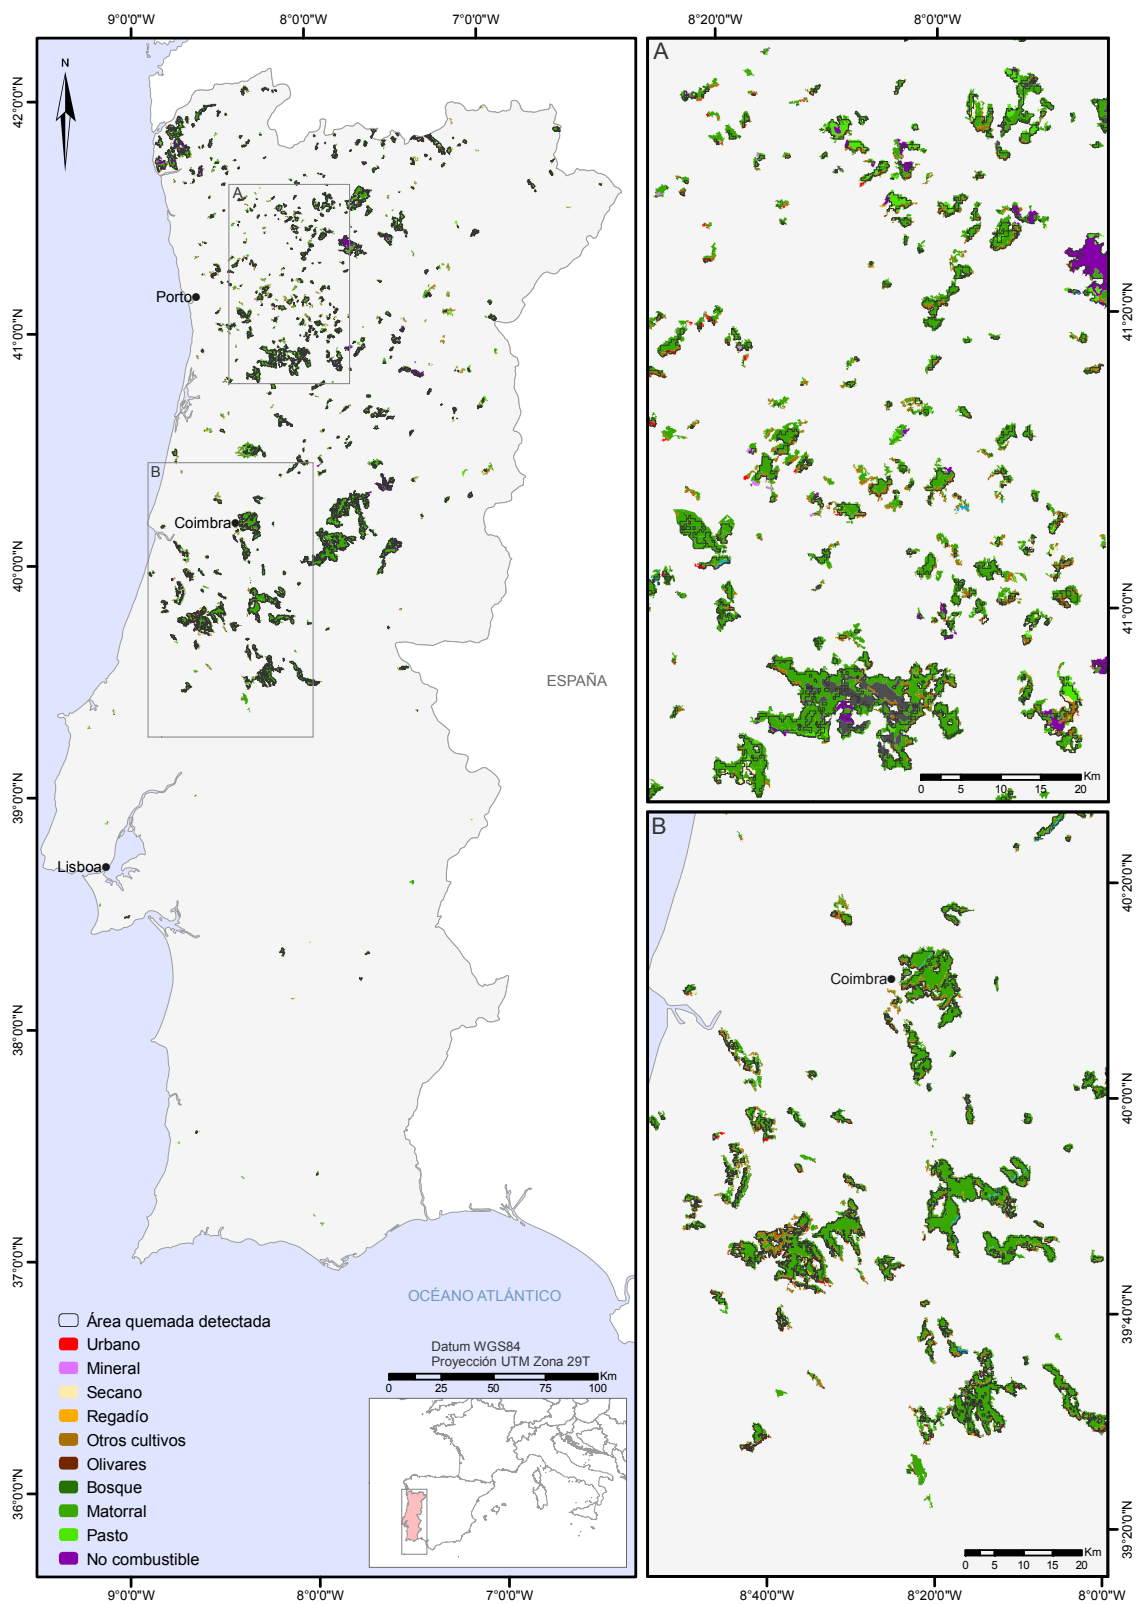 9°0'0"W
8°00'0"W
7°00'0"W
8°20'0"W
8°00'0"W
42°0'0"N
41°0'0"N
40°0'0"N
39°0'0"N
38°0'0"N
37°0'0"N
36°0'0"N
N
A
Porto
B
Coimbra
Lisboa
ESPAÑA
OCÉANO ATLÁNTICO
Área quemada detectada
Urbano
Mineral
Secano
Regadío
Otros cultivos
Olivares
Bosque
Matorral
Pasto
No combustible
Datum WGS84
Proyección UTM Zona 29T
Km
0 25 50 75 100
9°0'0"W
8°0'0"W
7°0'0"W
A
41°20'0"N
41°0'0"N
Km
0 5 10 15 20
B
Coimbra
40°20'0"N
40°0'0"N
39°40'0"N
39°20'0"N
Km
0 5 10 15 20
8°40'0"W
8°20'0"W
8°0'0"W